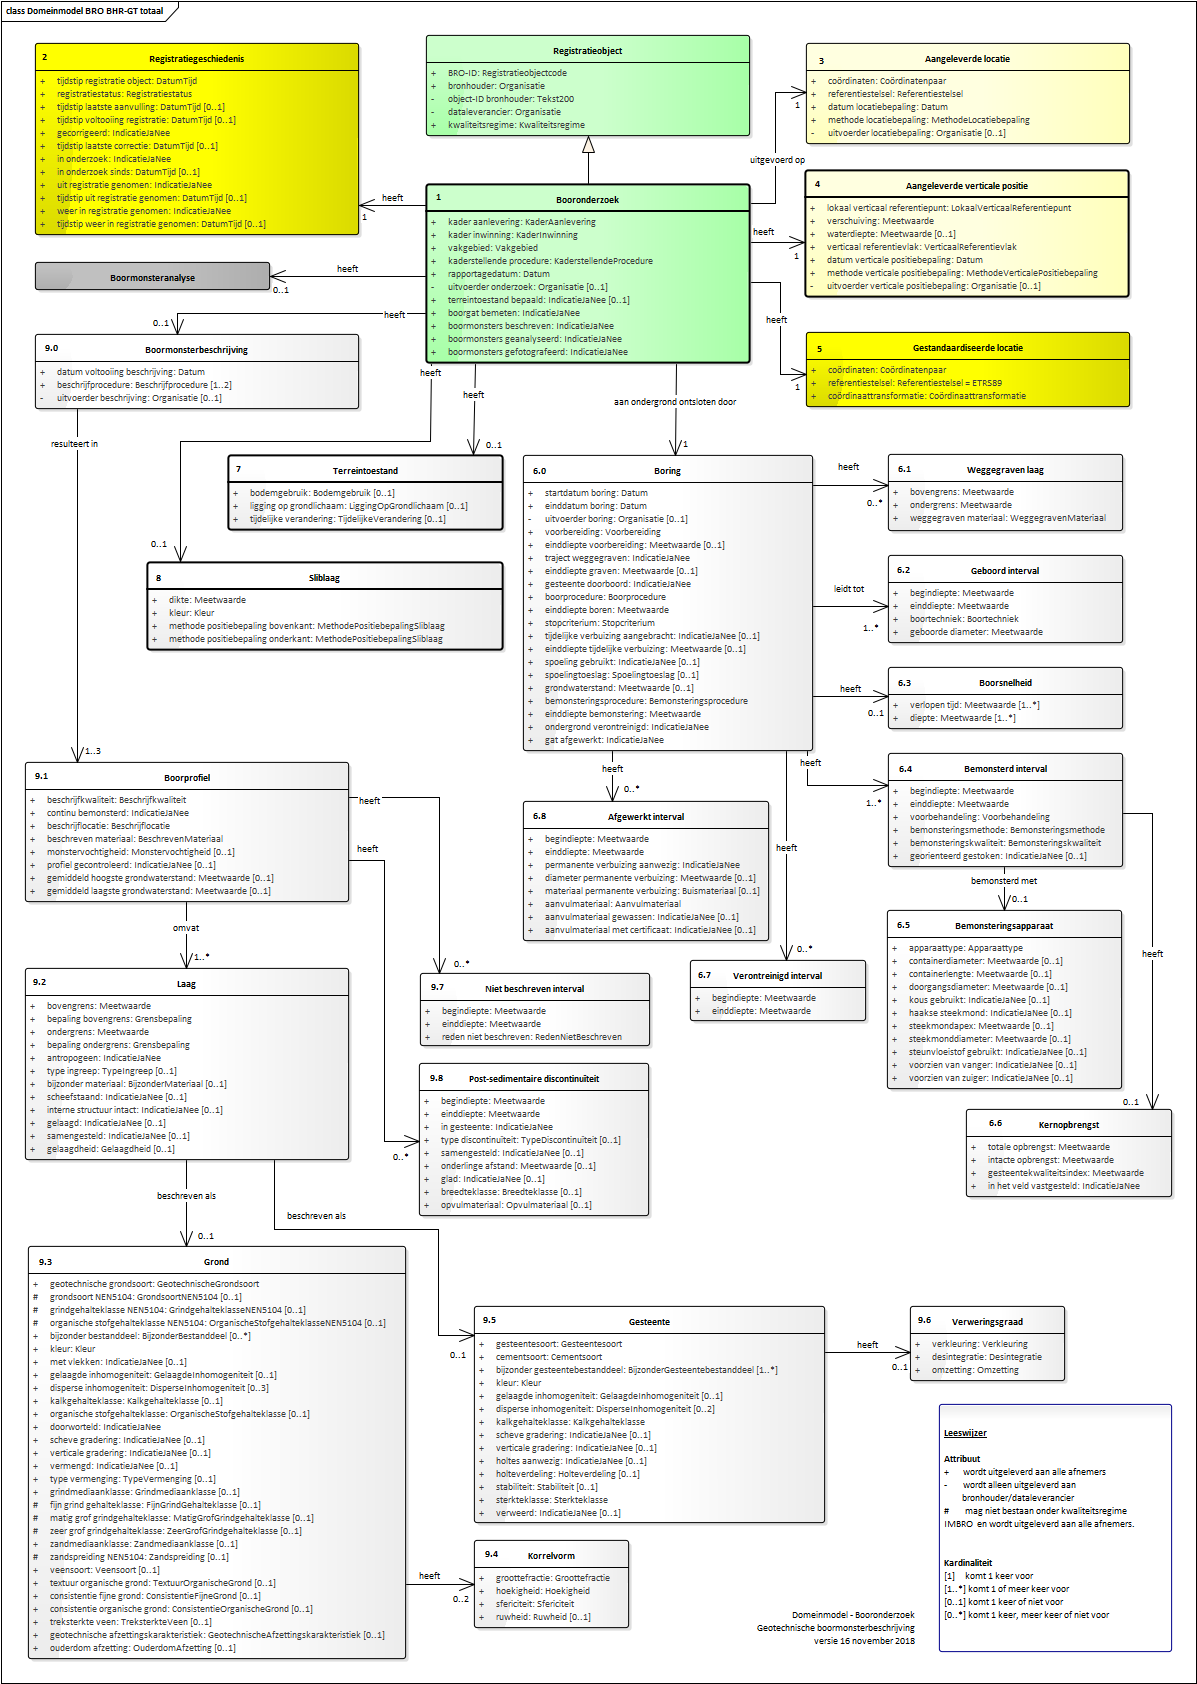 class Domeinmodel BRO BHR-GT totaal
2 Registratiegeschiedenis
+ tijdstip registratie object: DatumTijd
+ registratiestatus: Registratiestatus
+ tijdstip laatste aanvulling: DatumTijd [0..1]
+ tijdstip voltooiing registratie: DatumTijd [0..1]
+ gecorrigeerd: IndicatieJaNee
+ tijdstip laatste correctie: DatumTijd [0..1]
+ in onderzoek: IndicatieJaNee
+ in onderzoek sinds: DatumTijd [0..1]
+ uit registratie genomen: IndicatieJaNee
+ tijdstip uit registratie genomen: DatumTijd [0..1]
+ weer in registratie genomen: IndicatieJaNee
+ tijdstip weer in registratie genomen: DatumTijd [0..1]
Registratieobject
+ BRO-ID: Registratieobjectcode
+ bronhouder: Organisatie
- object-ID bronhouder: Tekst200
- dataleverancier: Organisatie
+ kwaliteitsregime: Kwaliteitsregime
3 Aangeleverde locatie
+ coördinaten: Coördinatenpaar
+ referentiestelsel: Referentiestelsel
+ datum locatiebepaling: Datum
+ methode locatiebepaling: MethodeLocatiebepaling
- uitvoerder locatiebepaling: Organisatie [0..1]
uitgevoerd op
1
4 Aangeleverde verticale positie
+ lokaal verticaal referentiepunt: LokaalVerticaalReferentiepunt
+ verschuiving: Meetwaarde
+ waterdiepte: Meetwaarde [0..1]
+ verticaal referentievlak: VerticaalReferentievlak
+ datum verticale positiebepaling: Datum
+ methode verticale positiebepaling: MethodeVerticalePositiebepaling
- uitvoerder verticale positiebepaling: Organisatie [0..1]
heeft
1
1 Booronderzoek
+ kader aanlevering: KaderAanlevering
+ kader inwinning: KaderInwinning
+ vakgebied: Vakgebied
+ kaderstellende procedure: KaderstellendeProcedure
+ rapportagedatum: Datum
- uitvoerder onderzoek: Organisatie [0..1]
+ terreintoestand bepaald: IndicatieJaNee [0..1]
+ boorgat bemeten: IndicatieJaNee
+ boormonsters beschreven: IndicatieJaNee
+ boormonsters geanalyseerd: IndicatieJaNee
+ boormonsters gefotografeerd: IndicatieJaNee
heeft
1
Boormonsteranalyse
heeft
0..1
5 Gestandaardiseerde locatie
+ coördinaten: Coördinatenpaar
+ referentiestelsel: Referentiestelsel = ETRS89
+ coördinaattransformatie: Coördinaattransformatie
heeft
1
9.0 Boormonsterbeschrijving
+ datum voltooiing beschrijving: Datum
+ beschrijfprocedure: Beschrijfprocedure [1..2]
- uitvoerder beschrijving: Organisatie [0..1]
heeft
0..1
resulteert in
1..3
heeft
0..1
heeft
0..1
aan ondergrond ontsloten door
1
7 Terreintoestand
+ bodemgebruik: Bodemgebruik [0..1]
+ ligging op grondlichaam: LiggingOpGrondlichaam [0..1]
+ tijdelijke verandering: TijdelijkeVerandering [0..1]
8 Sliblaag
+ dikte: Meetwaarde
+ kleur: Kleur
+ methode positiebepaling bovenkant: MethodePositiebepalingSliblaag
+ methode positiebepaling onderkant: MethodePositiebepalingSliblaag
6.0 Boring
+ startdatum boring: Datum
+ einddatum boring: Datum
- uitvoerder boring: Organisatie [0..1]
+ voorbereiding: Voorbereiding
+ einddiepte voorbereiding: Meetwaarde [0..1]
+ traject weggegraven: IndicatieJaNee
+ einddiepte graven: Meetwaarde [0..1]
+ gesteente doorboord: IndicatieJaNee
+ boorprocedure: Boorprocedure
+ einddiepte boren: Meetwaarde
+ stopcriterium: Stopcriterium
+ tijdelijke verbuizing aangebracht: IndicatieJaNee [0..1]
+ einddiepte tijdelijke verbuizing: Meetwaarde [0..1]
+ spoeling gebruikt: IndicatieJaNee [0..1]
+ spoelingtoeslag: Spoelingtoeslag [0..1]
+ grondwaterstand: Meetwaarde [0..1]
+ bemonsteringsprocedure: Bemonsteringsprocedure
+ einddiepte bemonstering: Meetwaarde
+ ondergrond verontreinigd: IndicatieJaNee
+ gat afgewerkt: IndicatieJaNee
heeft
0..*
6.1 Weggegraven laag
+ bovengrens: Meetwaarde
+ ondergrens: Meetwaarde
+ weggegraven materiaal: WeggegravenMateriaal
leidt tot
1..*
6.2 Geboord interval
+ begindiepte: Meetwaarde
+ einddiepte: Meetwaarde
+ boortechniek: Boortechniek
+ geboorde diameter: Meetwaarde
heeft
0..1
6.3 Boorsnelheid
+ verlopen tijd: Meetwaarde [1..*]
+ diepte: Meetwaarde [1..*]
heeft
1..*
6.4 Bemonsterd interval
+ begindiepte: Meetwaarde
+ einddiepte: Meetwaarde
+ voorbehandeling: Voorbehandeling
+ bemonsteringsmethode: Bemonsteringsmethode
+ bemonsteringskwaliteit: Bemonsteringskwaliteit
+ georienteerd gestoken: IndicatieJaNee [0..1]
bemonsterd met
0..1
6.5 Bemonsteringsapparaat
+ apparaattype: Apparaattype
+ containerdiameter: Meetwaarde [0..1]
+ containerlengte: Meetwaarde [0..1]
+ doorgangsdiameter: Meetwaarde [0..1]
+ kous gebruikt: IndicatieJaNee [0..1]
+ haakse steekmond: IndicatieJaNee [0..1]
+ steekmondapex: Meetwaarde [0..1]
+ steekmonddiameter: Meetwaarde [0..1]
+ steunvloeistof gebruikt: IndicatieJaNee [0..1]
+ voorzien van vanger: IndicatieJaNee [0..1]
+ voorzien van zuiger: IndicatieJaNee [0..1]
heeft
0..1
6.6 Kernopbrengst
+ totale opbrengst: Meetwaarde
+ intacte opbrengst: Meetwaarde
+ gesteentekwaliteitsindex: Meetwaarde
+ in het veld vastgesteld: IndicatieJaNee
heeft
0..*
6.8 Afgewerkt interval
+ begindiepte: Meetwaarde
+ einddiepte: Meetwaarde
+ permanente verbuizing aanwezig: IndicatieJaNee
+ diameter permanente verbuizing: Meetwaarde [0..1]
+ materiaal permanente verbuizing: Buismateriaal [0..1]
+ aanvulmateriaal: Aanvulmateriaal
+ aanvulmateriaal gewassen: IndicatieJaNee [0..1]
+ aanvulmateriaal met certificaat: IndicatieJaNee [0..1]
heeft
0..*
6.7 Verontreinigd interval
+ begindiepte: Meetwaarde
+ einddiepte: Meetwaarde
9.1 Boorprofiel
+ beschrijfkwaliteit: Beschrijfkwaliteit
+ continu bemonsterd: IndicatieJaNee
+ beschrijflocatie: Beschrijflocatie
+ beschreven materiaal: BeschrevenMateriaal
+ monstervochtigheid: Monstervochtigheid [0..1]
+ profiel gecontroleerd: IndicatieJaNee [0..1]
+ gemiddeld hoogste grondwaterstand: Meetwaarde [0..1]
+ gemiddeld laagste grondwaterstand: Meetwaarde [0..1]
heeft
0..*
heeft
0..*
omvat
1..*
9.7 Niet beschreven interval
+ begindiepte: Meetwaarde
+ einddiepte: Meetwaarde
+ reden niet beschreven: RedenNietBeschreven
9.8 Post-sedimentaire discontinuiteit
+ begindiepte: Meetwaarde
+ einddiepte: Meetwaarde
+ in gesteente: IndicatieJaNee
+ type discontinuiteit: TypeDiscontinuiteit [0..1]
+ samengesteld: IndicatieJaNee [0..1]
+ onderlinge afstand: Meetwaarde [0..1]
+ glad: IndicatieJaNee [0..1]
+ breedteklasse: Breedteklasse [0..1]
+ opvulmateriaal: Opvulmateriaal [0..1]
9.2 Laag
+ bovengrens: Meetwaarde
+ bepaling bovengrens: Grensbepaling
+ ondergrens: Meetwaarde
+ bepaling ondergrens: Grensbepaling
+ antropogeen: IndicatieJaNee
+ type ingreep: TypeIngreep [0..1]
+ bijzonder materiaal: BijzonderMateriaal [0..1]
+ scheefstaand: IndicatieJaNee [0..1]
+ interne structuur intact: IndicatieJaNee [0..1]
+ gelaagd: IndicatieJaNee [0..1]
+ samengesteld: IndicatieJaNee [0..1]
+ gelaagdheid: Gelaagdheid [0..1]
beschreven als
0..1
beschreven als
0..1
9.3 Grond
+ geotechnische grondsoort: GeotechnischeGrondsoort
# grondsoort NEN5104: GrondsoortNEN5104 [0..1]
# grindgehalteklasse NEN5104: GrindgehalteklasseNEN5104 [0..1]
# organische stofgehalteklasse NEN5104: OrganischeStofgehalteklasseNEN5104 [0..1]
+ bijzonder bestanddeel: BijzonderBestanddeel [0..*]
+ kleur: Kleur
+ met vlekken: IndicatieJaNee [0..1]
+ gelaagde inhomogeniteit: GelaagdeInhomogeniteit [0..1]
+ disperse inhomogeniteit: DisperseInhomogeniteit [0..3]
+ kalkgehalteklasse: Kalkgehalteklasse [0..1]
+ organische stofgehalteklasse: OrganischeStofgehalteklasse [0..1]
+ doorworteld: IndicatieJaNee
+ scheve gradering: IndicatieJaNee [0..1]
+ verticale gradering: IndicatieJaNee [0..1]
+ vermengd: IndicatieJaNee [0..1]
+ type vermenging: TypeVermenging [0..1]
+ grindmediaanklasse: Grindmediaanklasse [0..1]
# fijn grind gehalteklasse: FijnGrindGehalteklasse [0..1]
# matig grof grindgehalteklasse: MatigGrofGrindgehalteklasse [0..1]
# zeer grof grindgehalteklasse: ZeerGrofGrindgehalteklasse [0..1]
+ zandmediaanklasse: Zandmediaanklasse [0..1]
# zandspreiding NEN5104: Zandspreiding [0..1]
+ veensoort: Veensoort [0..1]
+ textuur organische grond: TextuurOrganischeGrond [0..1]
+ consistentie fijne grond: ConsistentieFijneGrond [0..1]
+ consistentie organische grond: ConsistentieOrganischeGrond [0..1]
+ treksterkte veen: TreksterkteVeen [0..1]
+ geotechnische afzettingskarakteristiek: GeotechnischeAfzettingskarakteristiek [0..1]
+ ouderdom afzetting: OuderdomAfzetting [0..1]
9.5 Gesteente
+ gesteentesoort: Gesteentesoort
+ cementsoort: Cementsoort
+ bijzonder gesteentebestanddeel: BijzonderGesteentebestanddeel [1..*]
+ kleur: Kleur
+ gelaagde inhomogeniteit: GelaagdeInhomogeniteit [0..1]
+ disperse inhomogeniteit: DisperseInhomogeniteit [0..2]
+ kalkgehalteklasse: Kalkgehalteklasse
+ scheve gradering: IndicatieJaNee [0..1]
+ verticale gradering: IndicatieJaNee [0..1]
+ holtes aanwezig: IndicatieJaNee [0..1]
+ holteverdeling: Holteverdeling [0..1]
+ stabiliteit: Stabiliteit [0..1]
+ sterkteklasse: Sterkteklasse
+ verweerd: IndicatieJaNee [0..1]
heeft
0..1
9.6 Verweringsgraad
+ verkleuring: Verkleuring
+ desintegratie: Desintegratie
+ omzetting: Omzetting
heeft
0..2
9.4 Korrelvorm
+ groottefractie: Groottefractie
+ hoekigheid: Hoekigheid
+ sfericiteit: Sfericiteit
+ ruwheid: Ruwheid [0..1]
Leeswijzer
Attribuut
+ wordt uitgeleverd aan alle afnemers
- wordt alleen uitgeleverd aan
bronhouder/dataleverancier
# mag niet bestaan onder kwaliteitsregime
IMBRO en wordt uitgeleverd aan alle afnemers.
Kardinaliteit
[1] komt 1 keer voor
[1..*] komt 1 of meer keer voor
[0..1] komt 1 keer of niet voor
[0..*] komt 1 keer, meer keer of niet voor
Domeinmodel - Booronderzoek
Geotechnische boormonsterbeschrijving
versie 16 november 2018